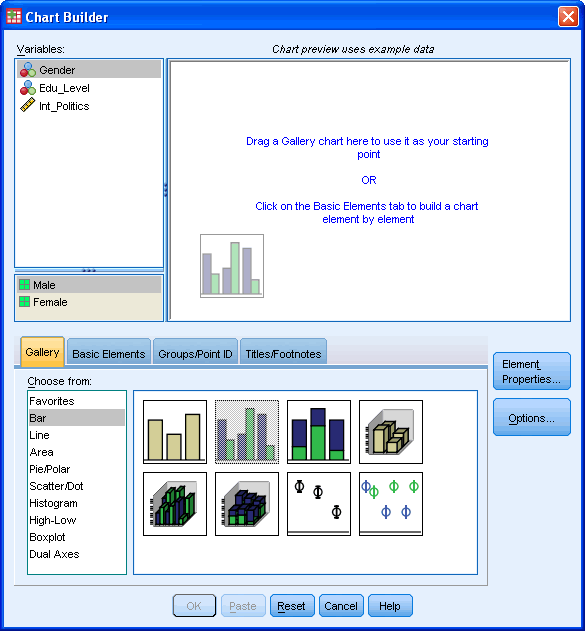 Chart Builder
Variables:
Chart preview uses example data
Gender
Edu_Level
Int_Politics
Drag a Gallery chart here to use it as your starting
point
OR
Click on the Basic Elements tab to build a chart
element by element
Male
Female
Gallery
Basic Elements
Groups/Point ID
Titles/Footnotes
Element
Properties...
Options...
Choose from:
Favorites
Bar
Line
Area
Pie/Polar
Scatter/Dot
Histogram
High-Low
Boxplot
Dual Axes
OK
Paste
Reset
Cancel
Help